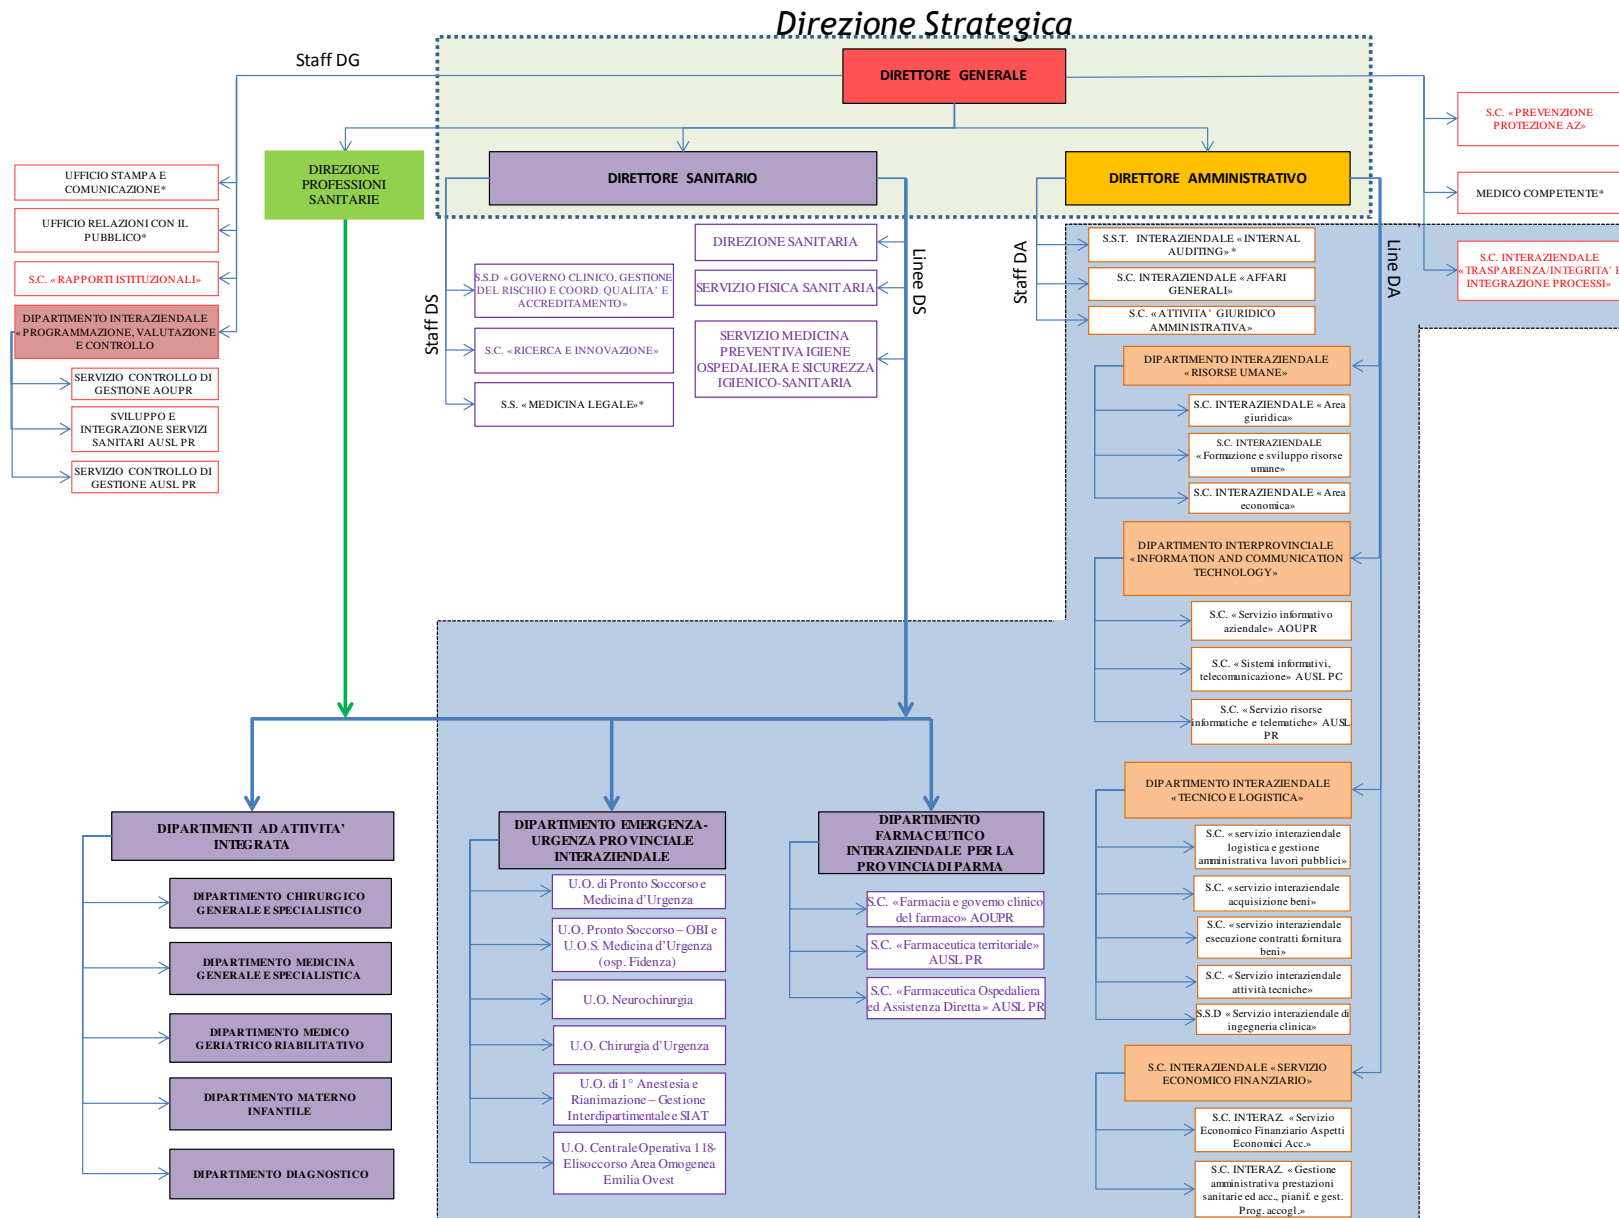 Direzione Strategica
Staff DG
DIRETTORE GENERALE
S.C. «PREVENZIONE
PROTEZIONE AZ»
MEDICO COMPETENTE*
S.C. INTERAZIENDALE
«TRASPARENZA/INTEGRITA' E
INTEGRAZIONE PROCESSI»
UFFICIO STAMPA E
COMUNICAZIONE*
UFFICIO RELAZIONI CON IL
PUBBLICO*
S.C. «RAPPORTI ISTITUZIONALI»
DIPARTIMENTO INTERAZIENDALE
«PROGRAMMAZIONE, VALUTAZIONE
E CONTROLLO
SERVIZIO CONTROLLO DI
GESTIONE AOUPR
SVILUPPO E
INTEGRAZIONE SERVIZI
SANITARI AUSL PR
SERVIZIO CONTROLLO DI
GESTIONE AUSL PR
DIREZIONE
PROFESSIONI
SANITARIE
DIRETTORE SANITARIO
Staff DS
S.S.D «GOVERNO CLINICO, GESTIONE
DEL RISCHIO E COORD. QUALITA' E
ACCREDITAMENTO»
S.C. «RICERCA E INNOVAZIONE»
S.S. «MEDICINA LEGALE»*
DIREZIONE SANITARIA
SERVIZIO FISICA SANITARIA
SERVIZIO MEDICINA
PREVENTIVA IGIENE
OSPEDALIERA E SICUREZZA
IGIENICO-SANITARIA
Linee DS
DIRETTORE AMMINISTRATIVO
Staff DA
S.S.T. INTERAZIENDALE «INTERNAL
AUDITING»*
S.C. INTERAZIENDALE «AFFARI
GENERALI»
S.C. «ATTIVITA' GIURIDICO
AMMINISTRATIVA»
Line DA
DIPARTIMENTO INTERAZIENDALE
«RISORSE UMANE»
S.C. INTERAZIENDALE «Area
giuridica»
S.C. INTERAZIENDALE
«Formazione e sviluppo risorse
umane»
S.C. INTERAZIENDALE «Area
economica»
DIPARTIMENTO INTERPROVINCIALE
«INFORMATION AND COMMUNICATION
TECHNOLOGY»
S.C. «Servizio informativo
aziendale» AOUPR
S.C. «Sistemi informativi,
telecomunicazione» AUSL PC
S.C. «Servizio risorse
informatiche e telematiche» AUSL
PR
DIPARTIMENTO INTERAZIENDALE
«TECNICO E LOGISTICA»
S.C. «servizio interaziendale
logistica e gestione
amministrativa lavori pubblici»
S.C. «servizio interaziendale
acquisizione beni»
S.C. «servizio interaziendale
esecuzione contratti fornitura
beni»
S.C. «Servizio interaziendale
attività tecniche»
S.S.D «Servizio interaziendale di
ingegneria clinica»
S.C. INTERAZIENDALE «SERVIZIO
ECONOMICO FINANZIARIO»
S.C. INTERAZ. «Servizio
Economico Finanziario Aspetti
Economici Acc.»
S.C. INTERAZ. «Gestione
amministrativa prestazioni
sanitarie ed acc., pianif. e gest.
Prog. accogl.»
DIPARTIMENTI AD ATTIVITA'
INTEGRATA
DIPARTIMENTO CHIRURGICO
GENERALE E SPECIALISTICO
DIPARTIMENTO MEDICINA
GENERALE E SPECIALISTICA
DIPARTIMENTO MEDICO
GERIATRICO RIABILITATIVO
DIPARTIMENTO MATERNO
INFANTILE
DIPARTIMENTO DIAGNOSTICO
DIPARTIMENTO EMERGENZA-
URGENZA PROVINCIALE
INTERAZIENDALE
U.O. di Pronto Soccorso e
Medicina d'Urgenza
U.O. Pronto Soccorso – OBI e
U.O.S. Medicina d'Urgenza
(osp. Fidenza)
U.O. Neurochirurgia
U.O. Chirurgia d'Urgenza
U.O. di 1° Anestesia e
Rianimazione – Gestione
Interdipartimentale e SIAT
U.O. Centrale Operativa 118-
Elisoccorso Area Omogenea
Emilia Ovest
DIPARTIMENTO
FARMACEUTICO
INTERAZIENDALE PER LA
PROVINCIA DI PARMA
S.C. «Farmacia e governo clinico
del farmaco» AOUPR
S.C. «Farmaceutica territoriale»
AUSL PR
S.C. «Farmaceutica Ospedaliera
ed Assistenza Diretta» AUSL PR